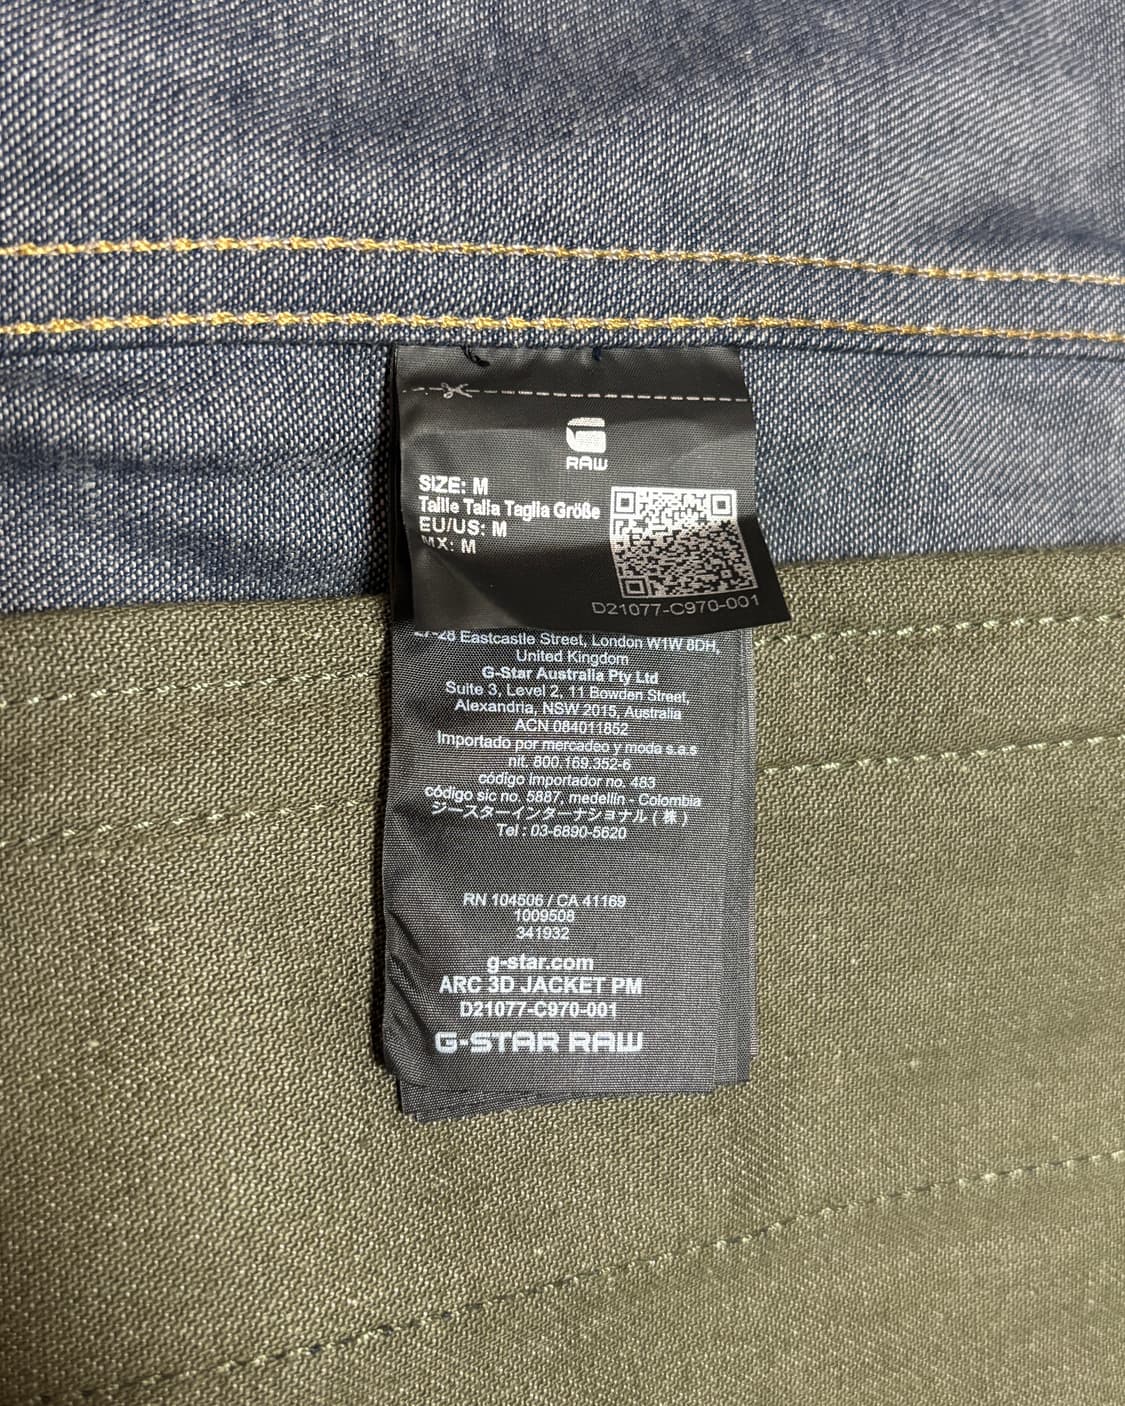 RAW
SIZE: M
Taille Talla Taglia Größe
EU/US: M
MX: M
D21077-C970-001
27-28 Eastcastle Street, London W1W 8DH,
United Kingdom
G-Star Australia Pty Ltd
Suite 3, Level 2, 11 Bowden Street,
Alexandria, NSW 2015, Australia
ACN 084011852
Importado por mercadeo y moda s.a.s
nit. 800.169.352-6
código importador no. 483
código sic no. 5887, medellin - Colombia
ジースターインターナショナル（株）
Tel : 03-6890-5620
RN 104506 / CA 41169
1009508
341932
g-star.com
ARC 3D JACKET PM
D21077-C970-001
G-STAR RAW